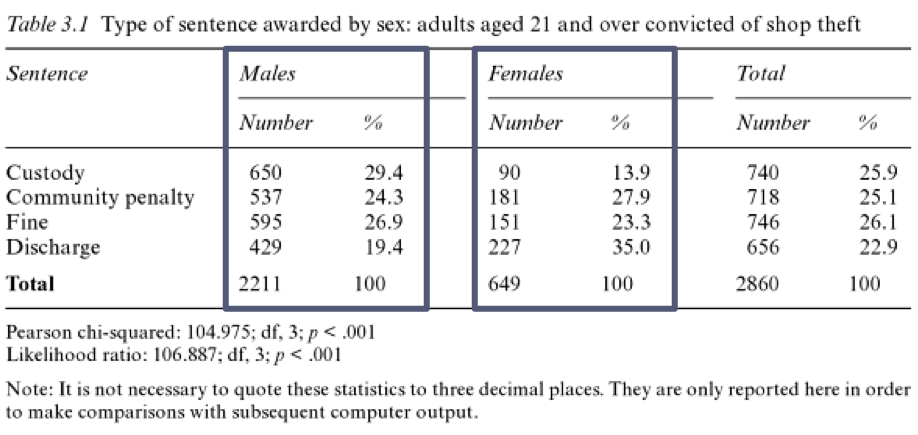 Table 3.1 Type of sentence awarded by sex: adults aged 21 and over convicted of shop theft
Sentence Males Females Total
Number % Number % Number %
Custody 650 29.4 90 13.9 740 25.9
Community penalty 537 24.3 181 27.9 718 25.1
Fine 595 26.9 151 23.3 746 26.1
Discharge 429 19.4 227 35.0 656 22.9
Total 2211 100 649 100 2860 100
Pearson chi-squared: 104.975; df, 3; p < .001
Likelihood ratio: 106.887; df, 3; p < .001
Note: It is not necessary to quote these statistics to three decimal places. They are only reported here in order
to make comparisons with subsequent computer output.